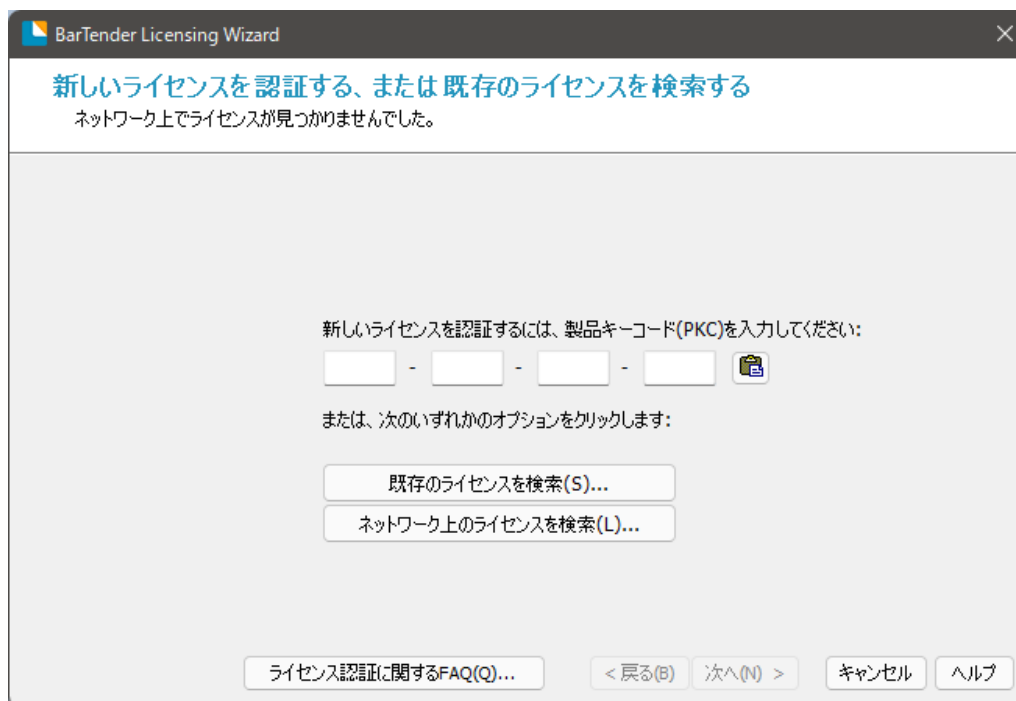 BarTender Licensing Wizard
新しいライセンスを認証する、または既存のライセンスを検索する
ネットワーク上でライセンスが見つかりませんでした。
新しいライセンスを認証するには、製品キーコード(PKC)を入力してください:
- - -
または、次のいずれかのオプションをクリックします:
既存のライセンスを検索(S)...
ネットワーク上のライセンスを検索(L)...
ライセンス認証に関するFAQ(Q)... < 戻る(B) 次へ(N) > キャンセル ヘルプ